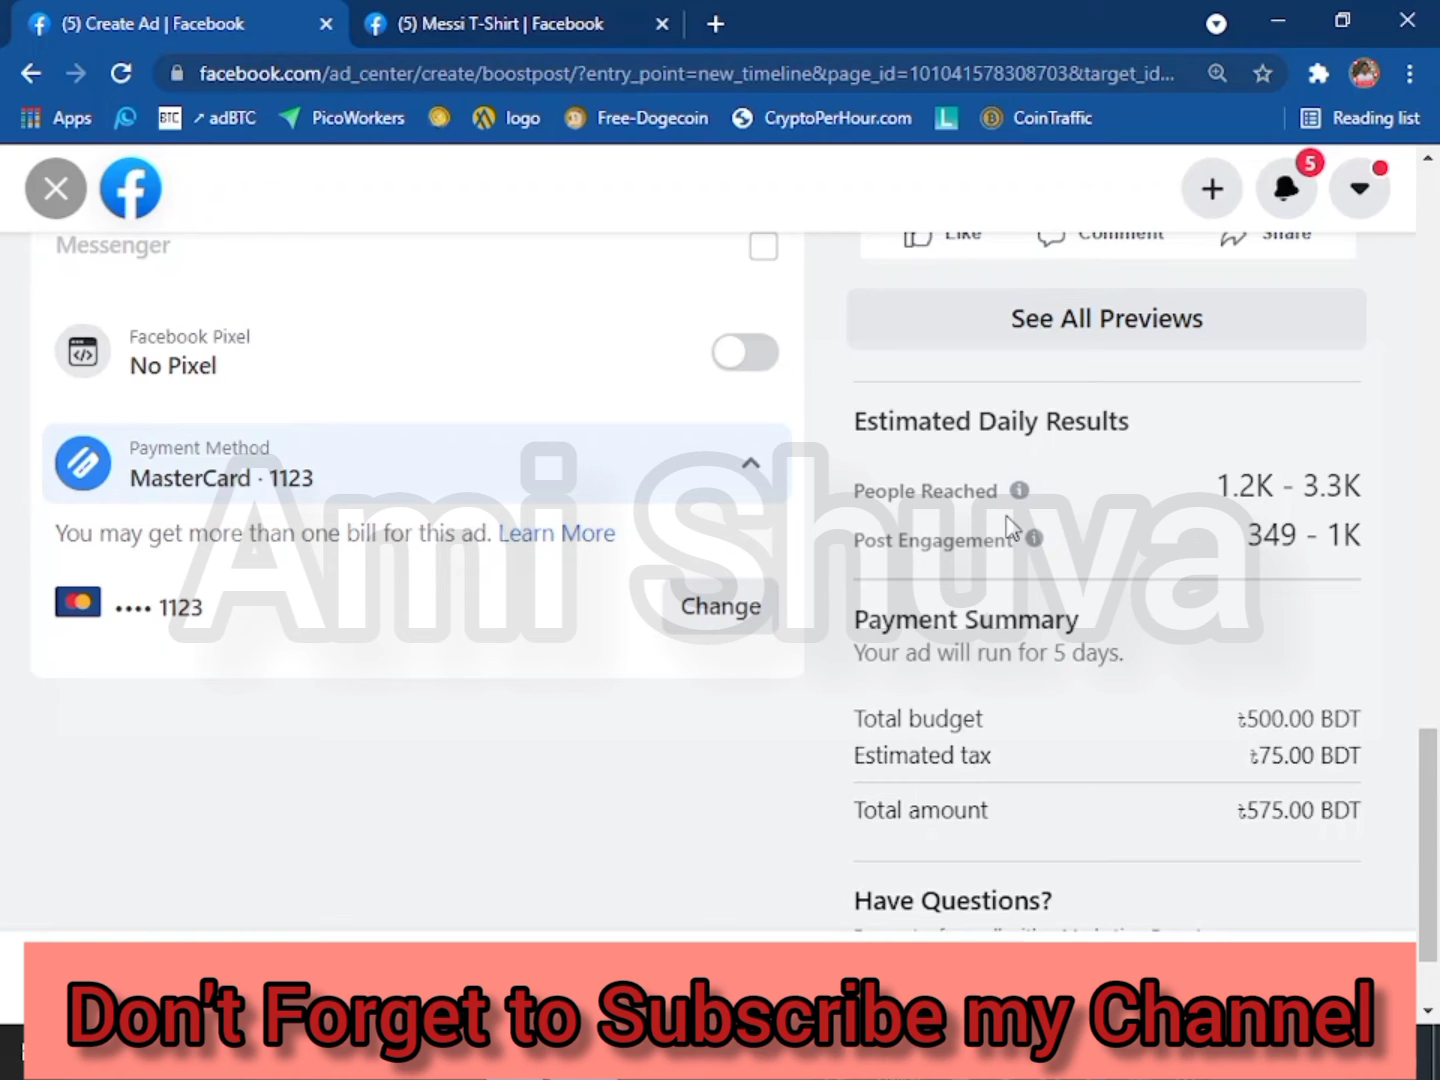 (5) Create Ad | Facebook
(5) Messi T-Shirt | Facebook
facebook.com/ad_center/create/boostpost/?entry_point=new_timeline&page_id=101041578308703&target_id...
Apps
BTC
adBTC
PicoWorkers
logo
Free-Dogecoin
CryptoPerHour.com
L
CoinTraffic
Reading list
5
Messenger
Like
Comment
Share
See All Previews
Facebook Pixel
No Pixel
Payment Method
MasterCard · 1123
You may get more than one bill for this ad. Learn More
•••• 1123
Change
Estimated Daily Results
People Reached 1.2K - 3.3K
Post Engagement 349 - 1K
Payment Summary
Your ad will run for 5 days.
Total budget ৳500.00 BDT
Estimated tax ৳75.00 BDT
Total amount ৳575.00 BDT
Have Questions?
Ami Shuva
Don't Forget to Subscribe my Channel